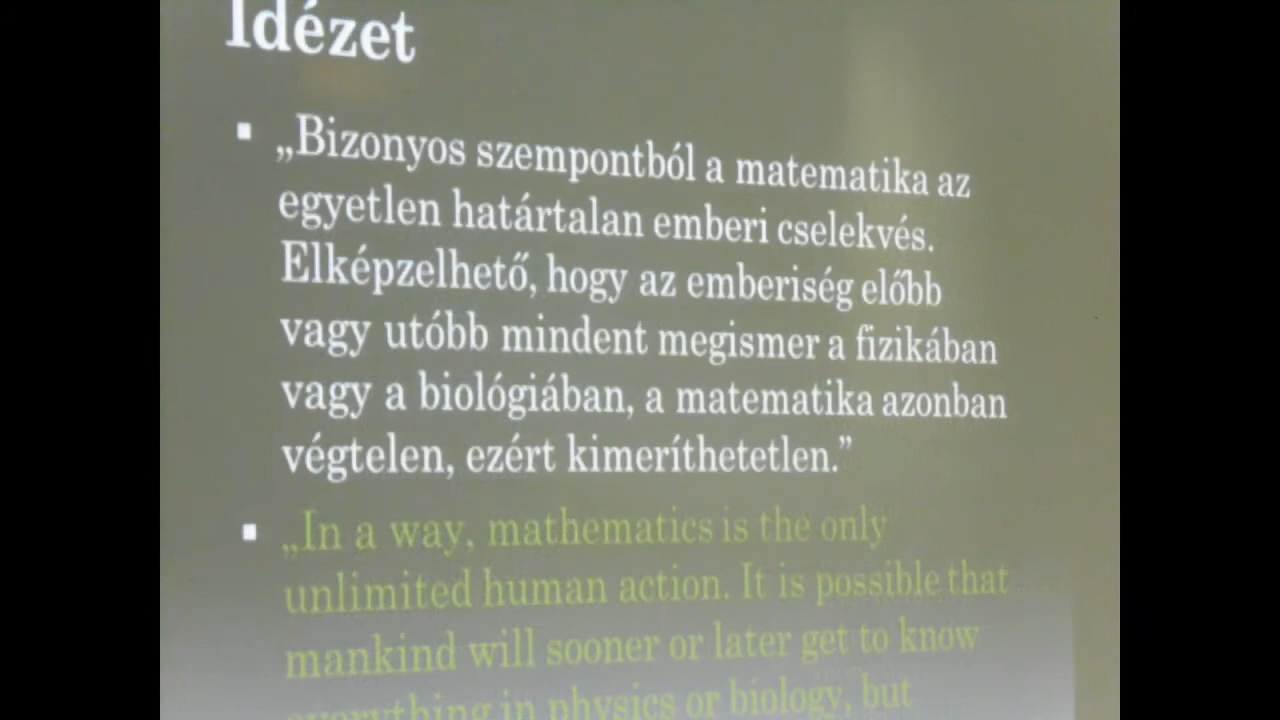 Idézet
„Bizonyos szempontból a matematika az
egyetlen határtalan emberi cselekvés.
Elképzelhető, hogy az emberiség előbb
vagy utóbb mindent megismer a fizikában
vagy a biológiában, a matematika azonban
végtelen, ezért kimeríthetetlen.”
„In a way, mathematics is the only
unlimited human action. It is possible that
mankind will sooner or later get to know
everything in physics or biology, but